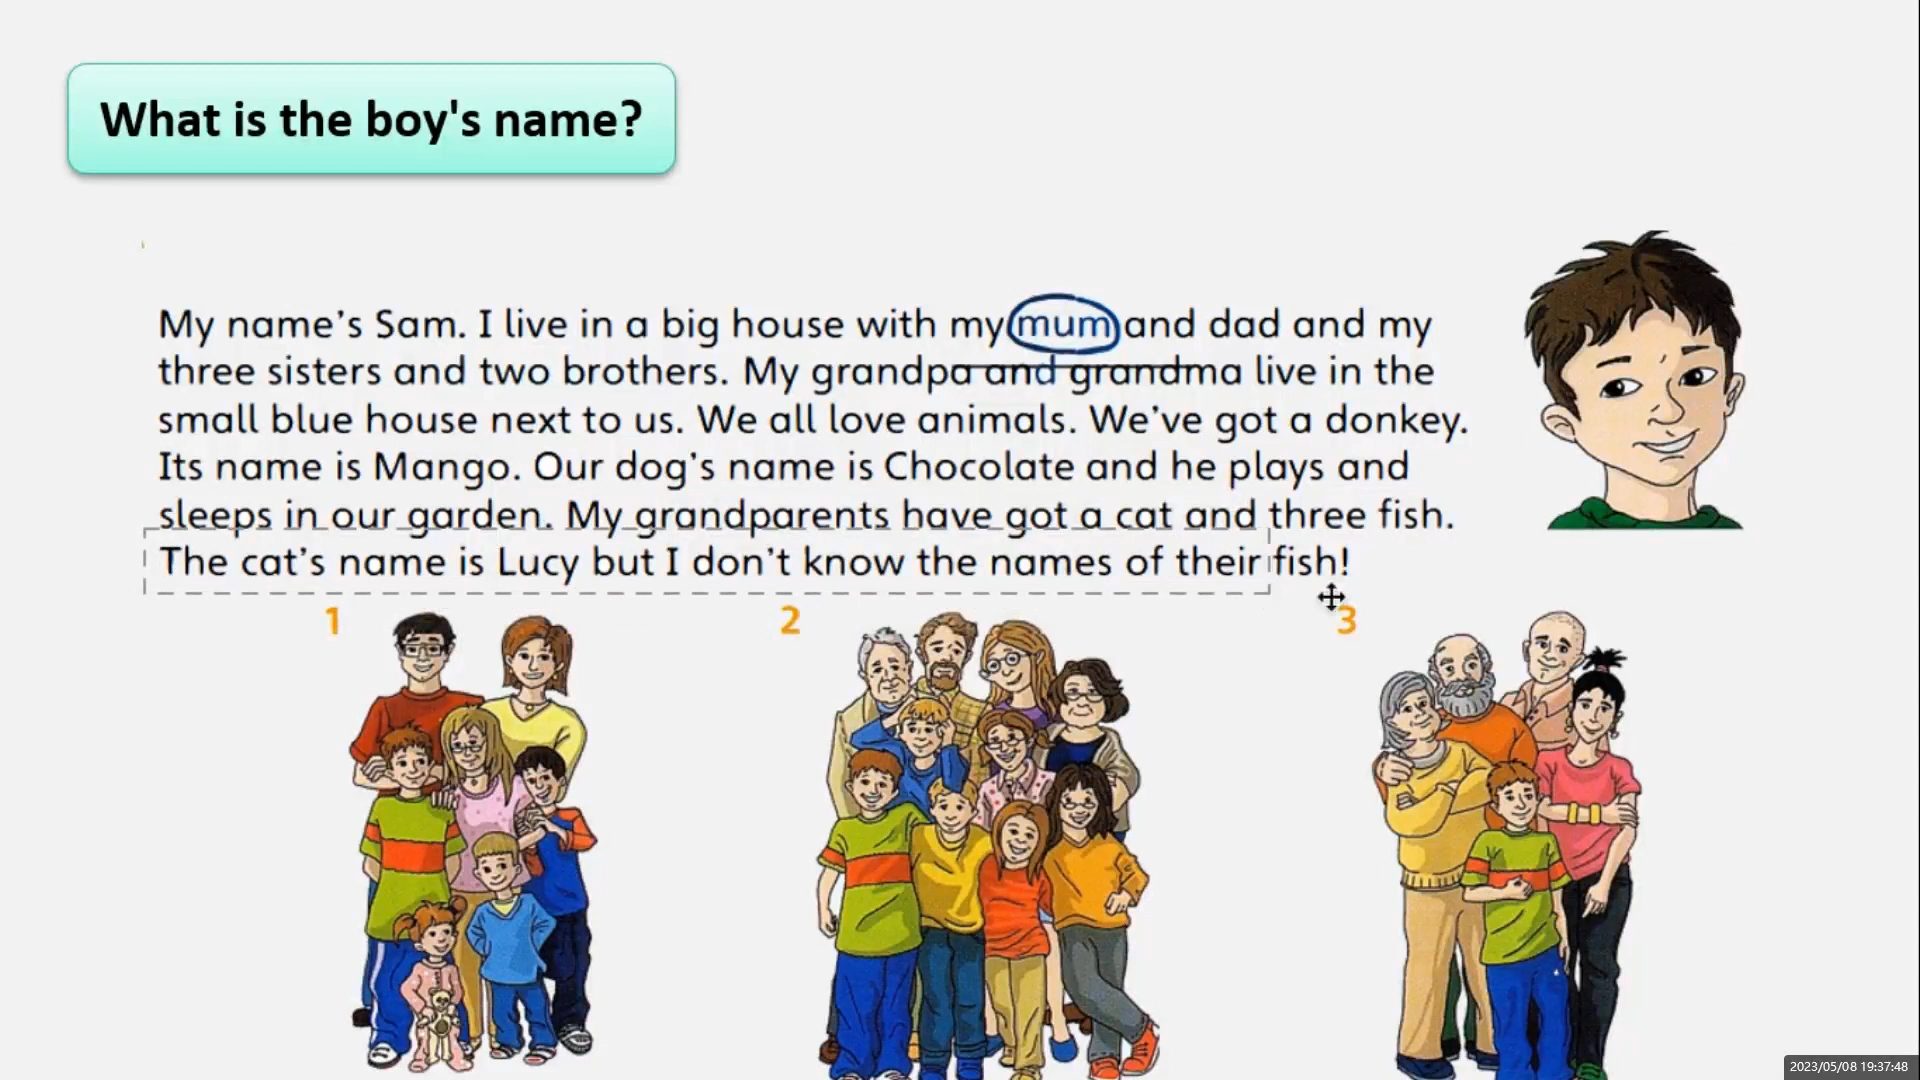 What is the boy's name?
My name's Sam. I live in a big house with my mum and dad and my
three sisters and two brothers. My grandpa and grandma live in the
small blue house next to us. We all love animals. We've got a donkey.
Its name is Mango. Our dog's name is Chocolate and he plays and
sleeps in our garden. My grandparents have got a cat and three fish.
The cat's name is Lucy but I don't know the names of their fish!
1 2 3
2023/05/08 19:37:48